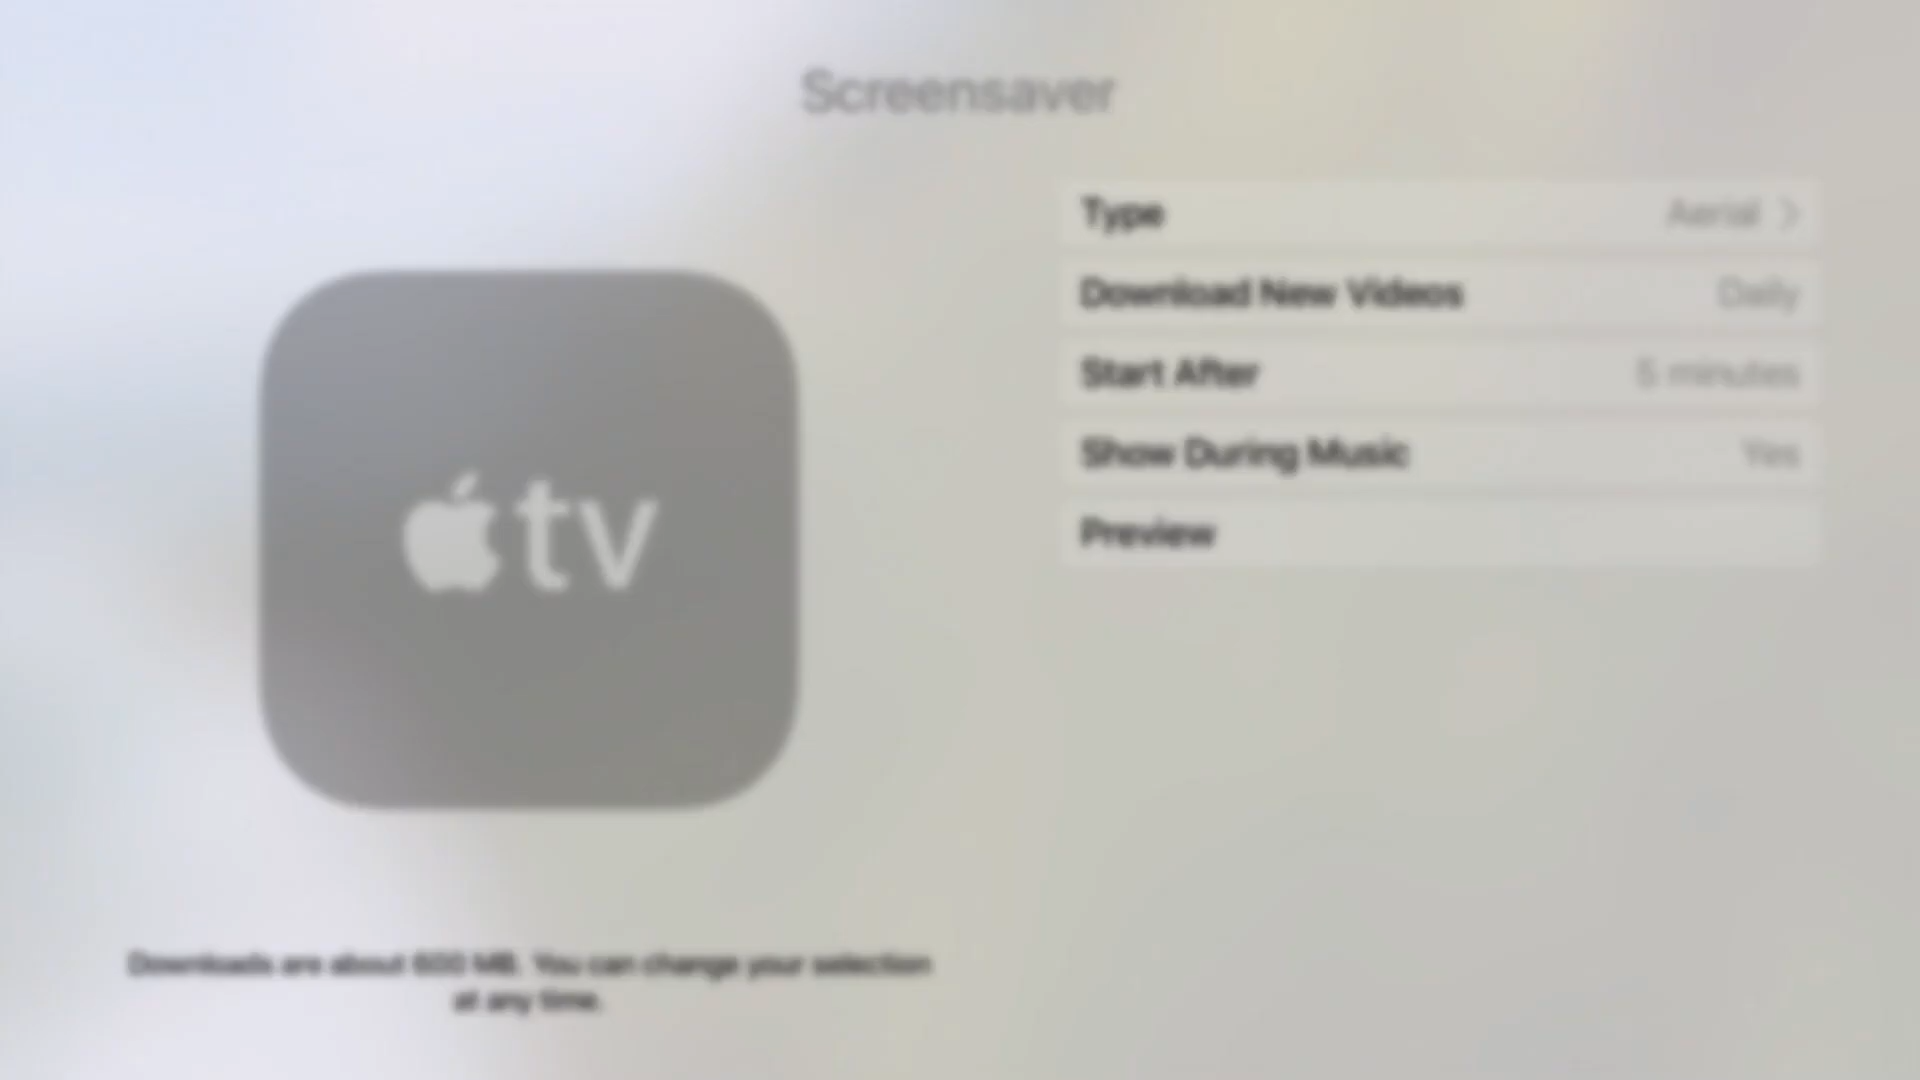 Screensaver
Type Aerial
Download New Videos Daily
Start After 5 minutes
Show During Music Yes
Preview
tv
Downloads are about 600 MB. You can change your selection
at any time.